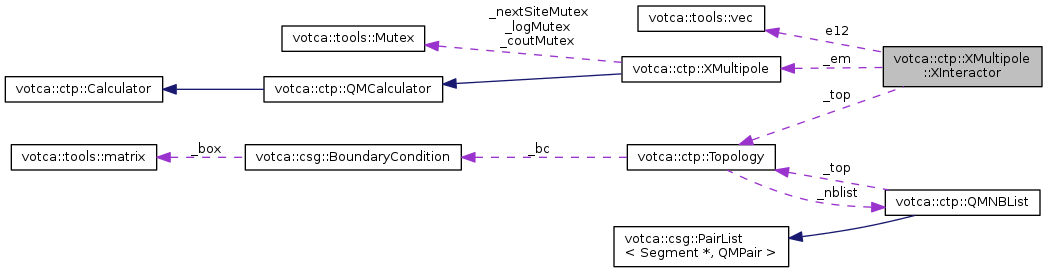 _nextSiteMutex
_logMutex
_coutMutex
votca::tools::vec
votca::tools::Mutex
e12
votca::ctp::XMultipole
::XInteractor
_em
votca::ctp::XMultipole
votca::ctp::Calculator
votca::ctp::QMCalculator
_top
votca::tools::matrix
_box
votca::csg::BoundaryCondition
_bc
votca::ctp::Topology
_top
_nblist
votca::ctp::QMNBList
votca::csg::PairList
< Segment *, QMPair >